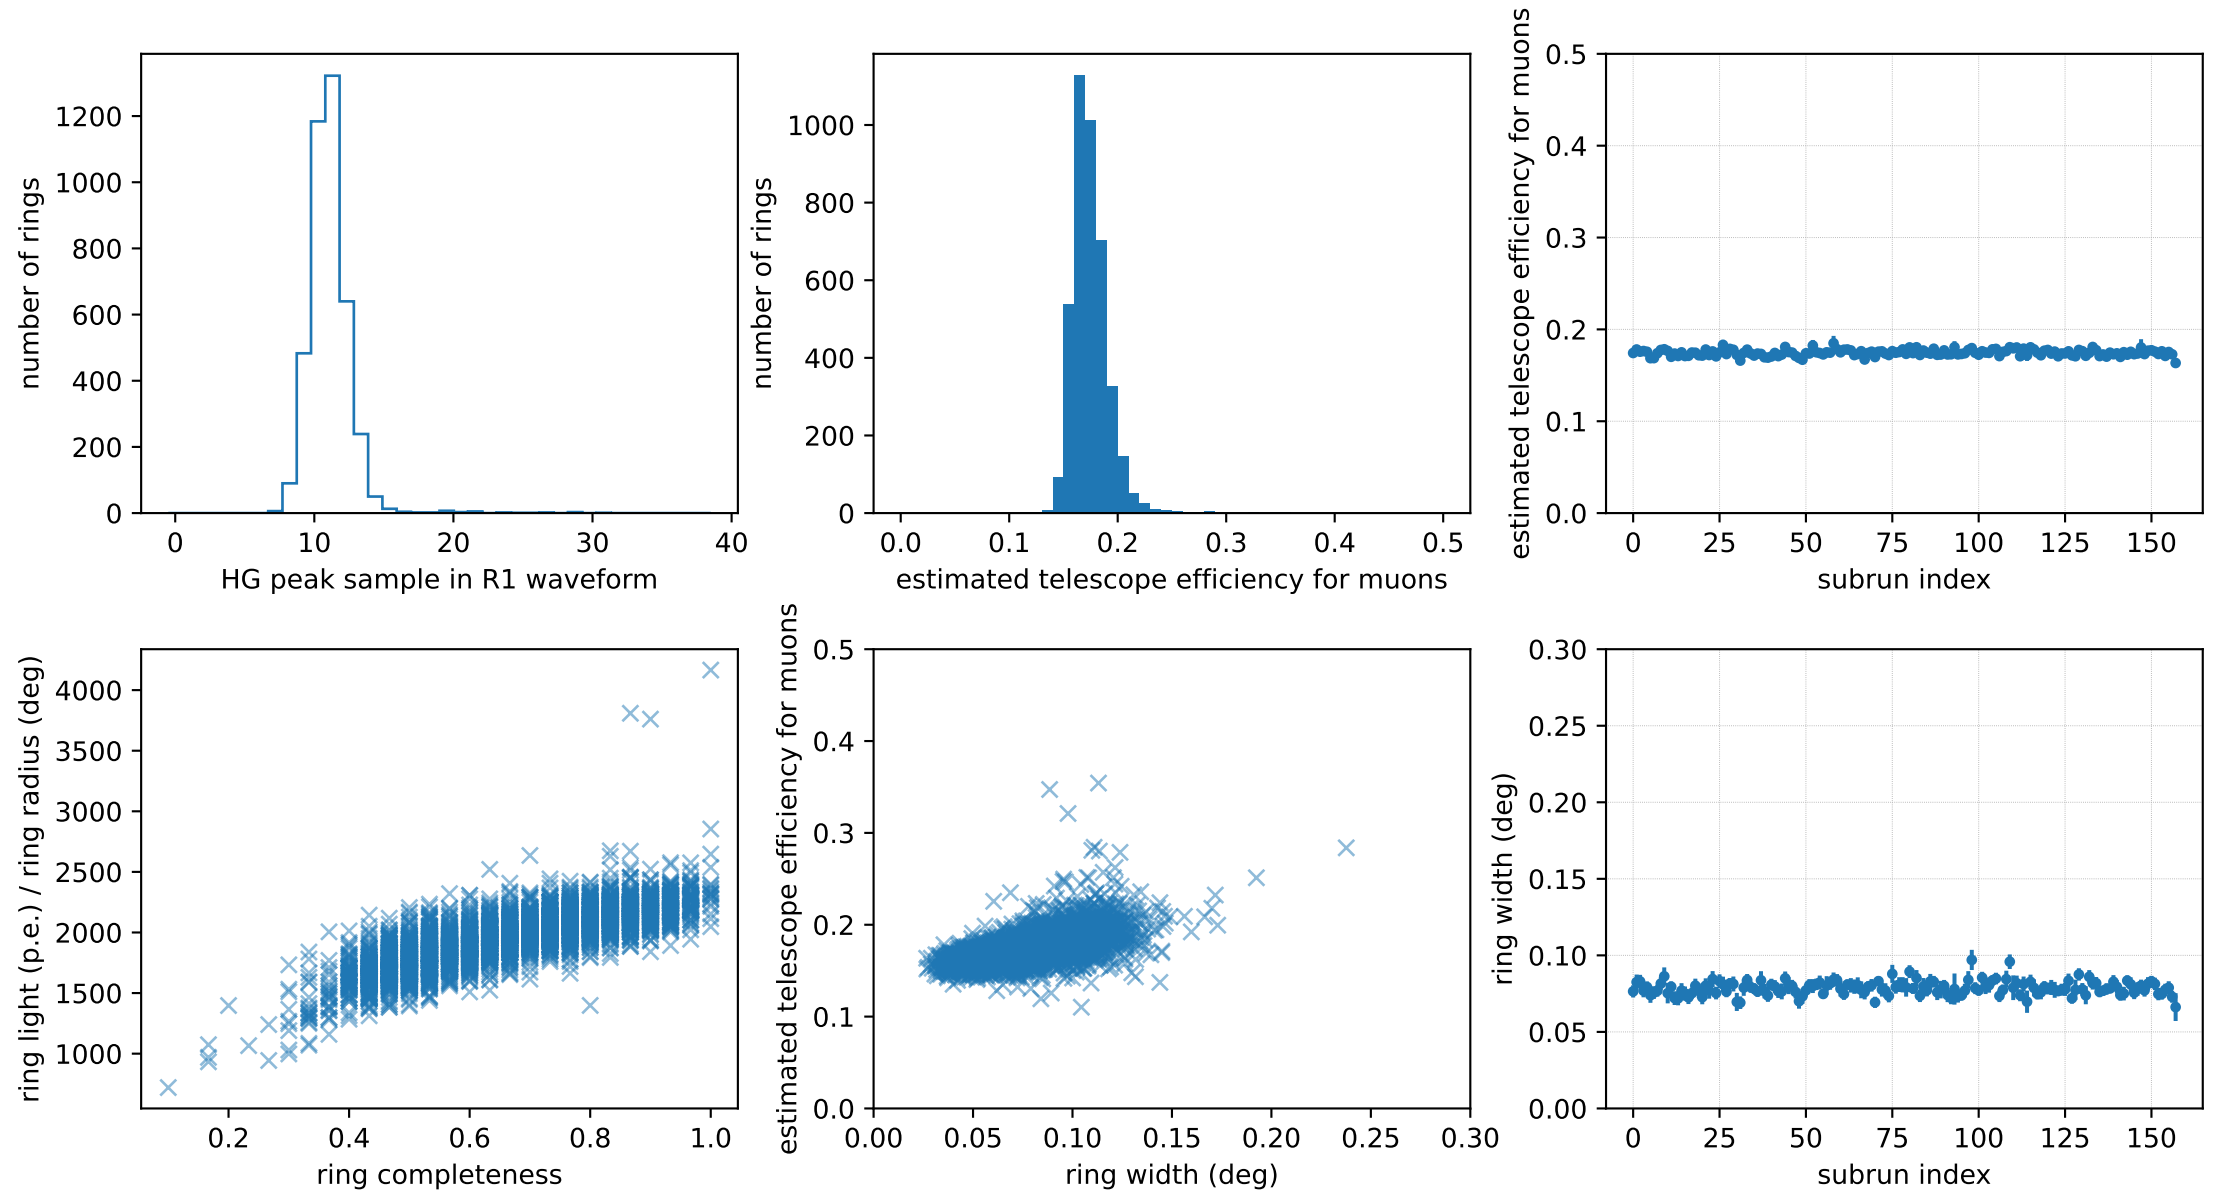 number of rings
1200
1000
800
600
400
200
0
0 10 20 30 40
HG peak sample in R1 waveform
number of rings
1000
800
600
400
200
0
0.0 0.1 0.2 0.3 0.4 0.5
estimated telescope efficiency for muons
estimated telescope efficiency for muons
0.5
0.4
0.3
0.2
0.1
0.0
0 25 50 75 100 125 150
subrun index
ring light (p.e.) / ring radius (deg)
4000
3500
3000
2500
2000
1500
1000
0.2 0.4 0.6 0.8 1.0
ring completeness
estimated telescope efficiency for muons
0.5
0.4
0.3
0.2
0.1
0.0
0.00 0.05 0.10 0.15 0.20 0.25 0.30
ring width (deg)
ring width (deg)
0.30
0.25
0.20
0.15
0.10
0.05
0.00
0 25 50 75 100 125 150
subrun index